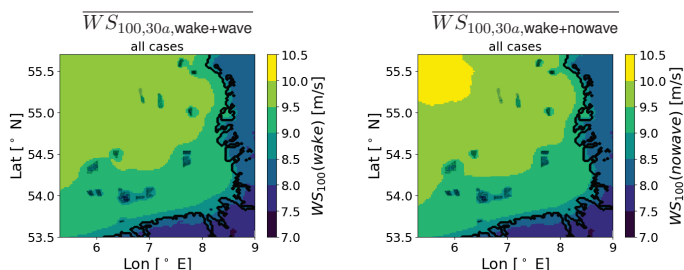 WS100,30a,wake+wave
all cases
10.5
10.0
9.5
9.0
8.5
8.0
7.5
7.0
WS100(wake) [m/s]
55.5
55.0
54.5
54.0
53.5
Lat [° N]
6 7 8 9
Lon [° E]
WS100,30a,wake+nowave
all cases
10.5
10.0
9.5
9.0
8.5
8.0
7.5
7.0
WS100(nowave) [m/s]
55.5
55.0
54.5
54.0
53.5
Lat [° N]
6 7 8 9
Lon [° E]